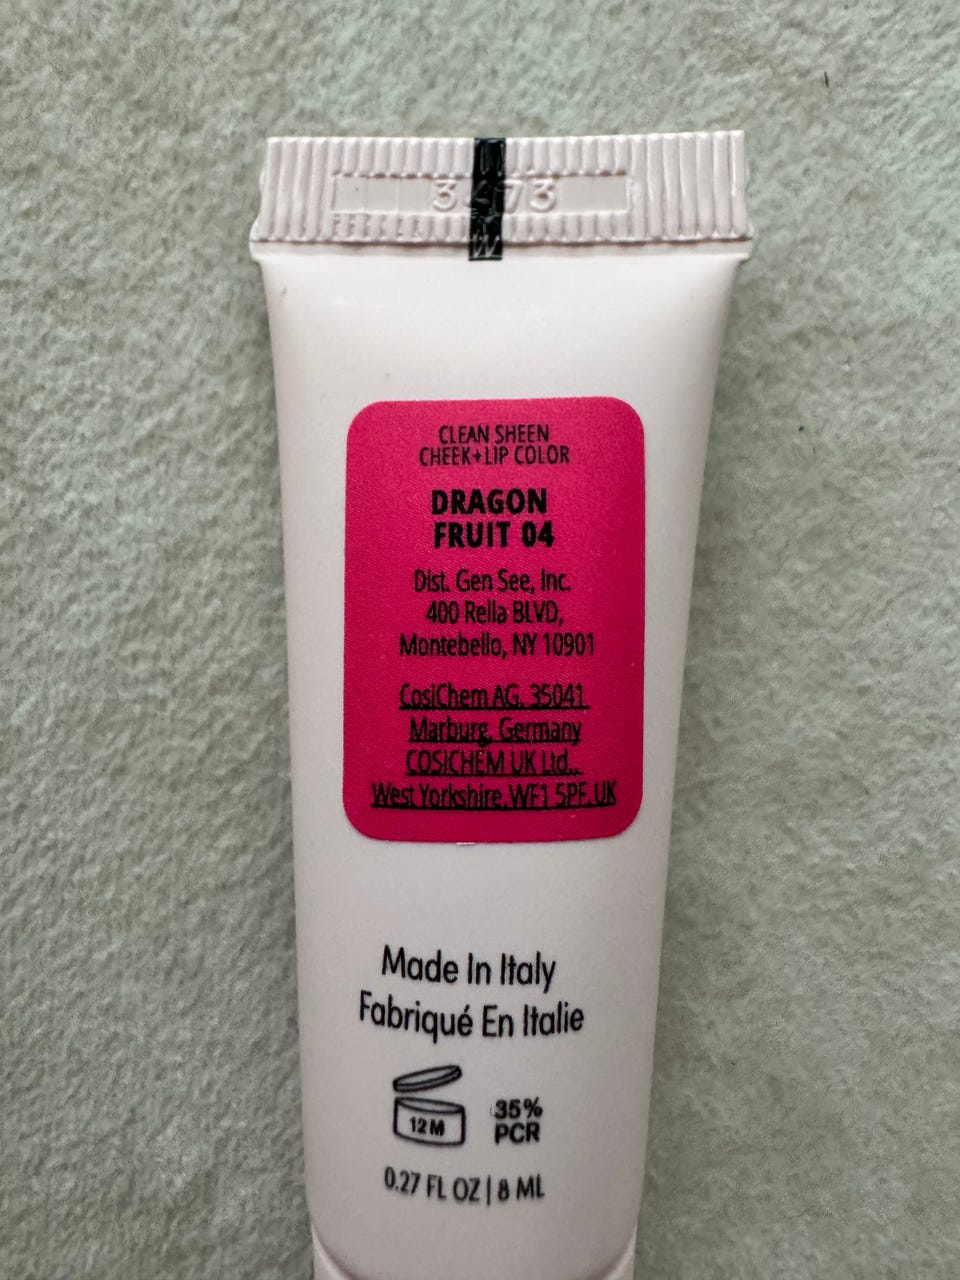 CLEAN SHEEN
CHEEK+LIP COLOR
DRAGON
FRUIT 04
Dist. Gen See, Inc.
400 Rella BLVD,
Montebello, NY 10901
CosiChem AG, 35041
Marburg, Germany
COSICHEM UK Ltd.,
West Yorkshire, WF1 5PF, UK
Made In Italy
Fabriqué En Italie
12 M
35%
PCR
0.27 FL OZ | 8 ML